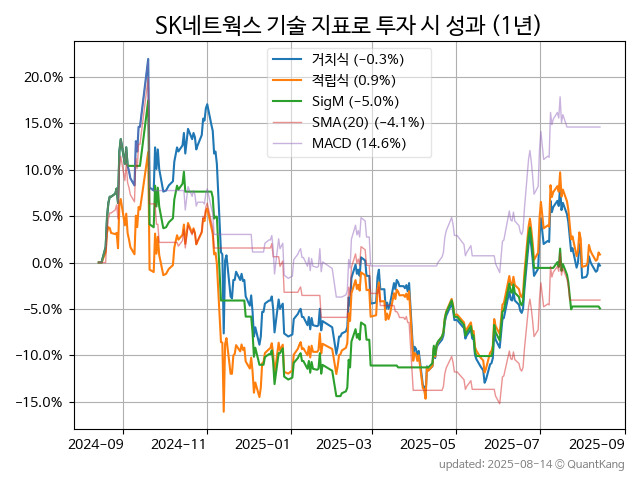 SK네트웍스 기술 지표로 투자 시 성과 (1년)
거치식 (−0.3%)
적립식 (0.9%)
SigM (−5.0%)
SMA(20) (−4.1%)
MACD (14.6%)
20.0%
15.0%
10.0%
5.0%
0.0%
−5.0%
−10.0%
−15.0%
2024-09 2024-11 2025-01 2025-03 2025-05 2025-07 2025-09
updated: 2025-08-14 © QuantKang